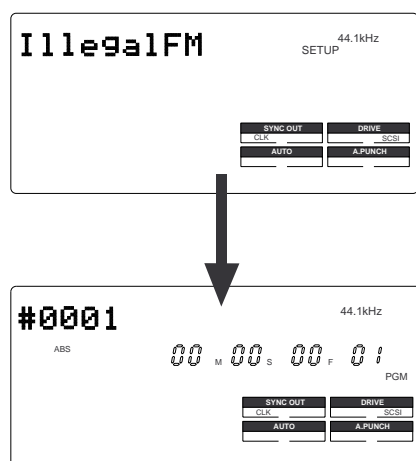 IllegalFM
44.1kHz
SETUP
SYNC OUT DRIVE
CLK SCSI
AUTO A.PUNCH
#0001
44.1kHz
ABS
00 M 00 S 00 F 01
PGM
SYNC OUT DRIVE
CLK SCSI
AUTO A.PUNCH